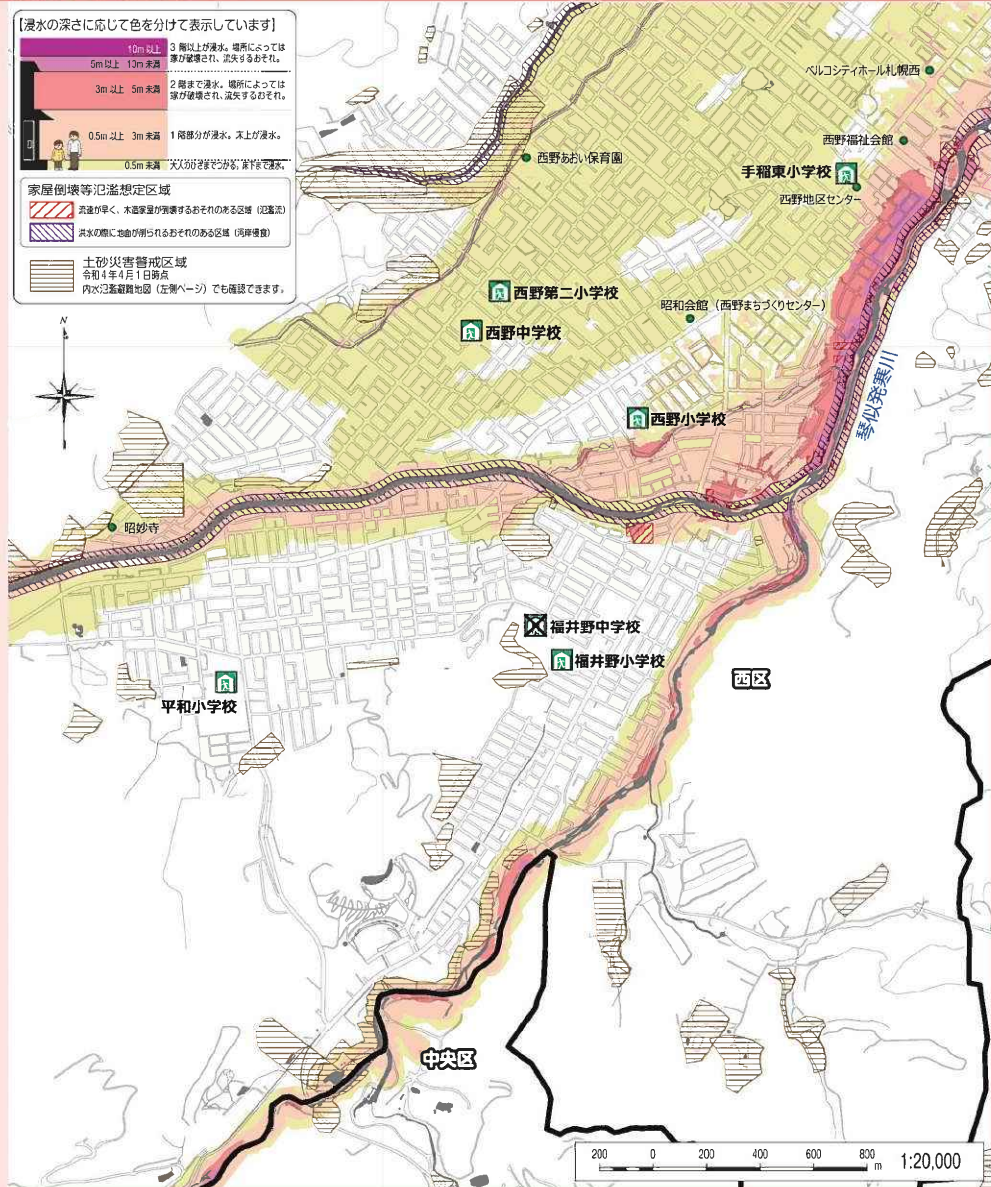 【浸水の深さに応じて色を分けて表示しています】
10m 以上
3 階以上が浸水。場所によっては
家が破壊され、流失するおそれ。
5m 以上 10m 未満
3m 以上 5m 未満
2 階まで浸水。場所によっては
家が破壊され、流失するおそれ。
0.5m 以上 3m 未満
1 階部分が浸水。床上が浸水。
0.5m 未満
大人のひざまでつかる。床下まで浸水。
家屋倒壊等氾濫想定区域
流速が早く、木造家屋が倒壊するおそれのある区域（氾濫流）
洪水の際に地面が削られるおそれのある区域（河岸侵食）
土砂災害警戒区域
令和4年4月1日時点
内水氾濫避難地図（左側ページ）でも確認できます。
N
ベルコシティホール札幌西
西野福祉会館
西野あおい保育園
手稲東小学校
西野地区センター
西野第二小学校
昭和会館（西野まちづくりセンター）
西野中学校
琴似発寒川
西野小学校
昭妙寺
福井野中学校
福井野小学校
西区
平和小学校
中央区
200 0 200 400 600 800 m 1:20,000